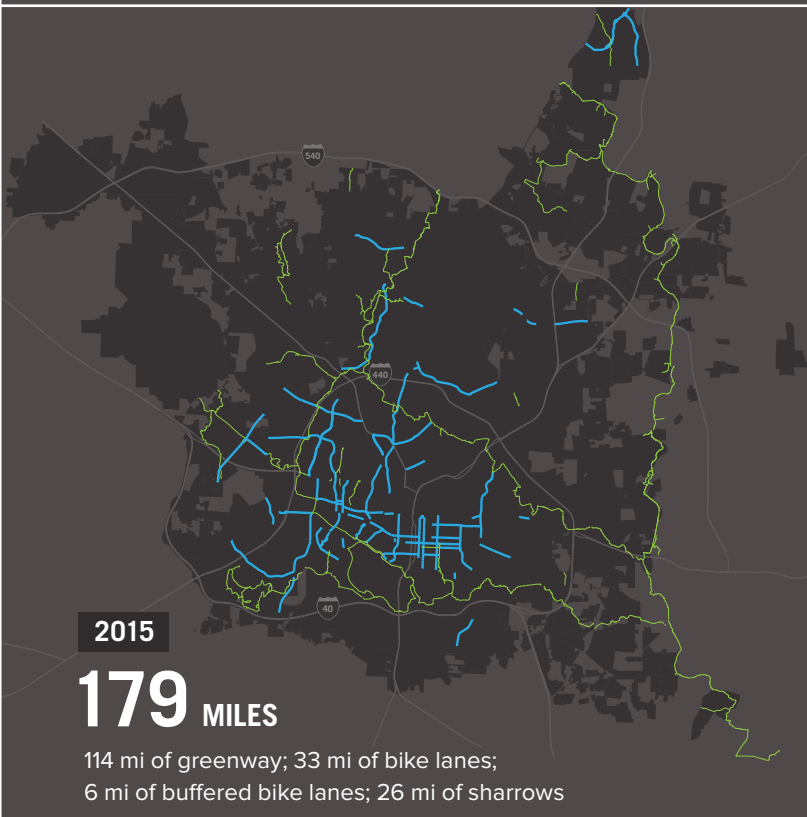 540
440
40
2015
179 MILES
114 mi of greenway; 33 mi of bike lanes;
6 mi of buffered bike lanes; 26 mi of sharrows